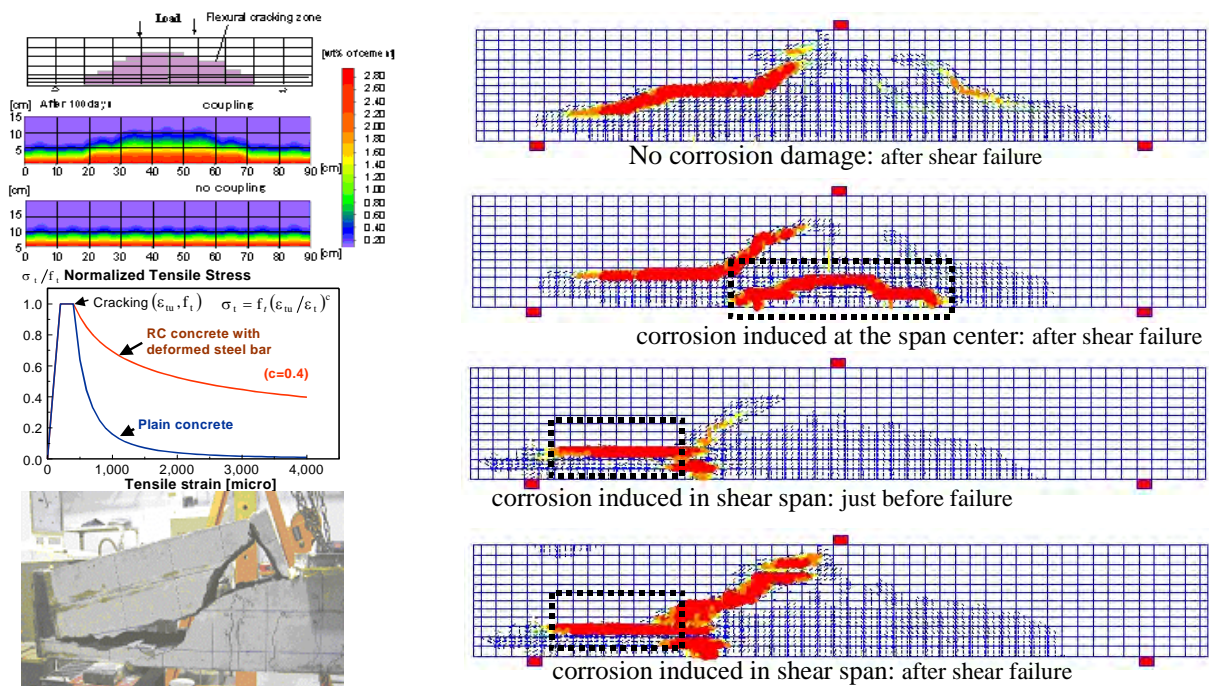 Load
Flexural cracking zone
[wt% of cement]
[cm] After 100days coupling
15
10
5
0 10 20 30 40 50 60 70 80 90 [cm]
[cm] no coupling
15
10
5
0 10 20 30 40 50 60 70 80 90 [cm]
2.80
2.60
2.40
2.20
2.00
1.80
1.60
1.40
1.20
1.00
0.80
0.60
0.40
0.20
σt/ft Normalized Tensile Stress
Cracking (εtu, ft) σt = ft(εtu/εt)^c
RC concrete with
deformed steel bar
(c=0.4)
Plain concrete
1.0
0.8
0.6
0.4
0.2
0.0
0 1,000 2,000 3,000 4,000
Tensile strain [micro]
No corrosion damage: after shear failure
corrosion induced at the span center: after shear failure
corrosion induced in shear span: just before failure
corrosion induced in shear span: after shear failure